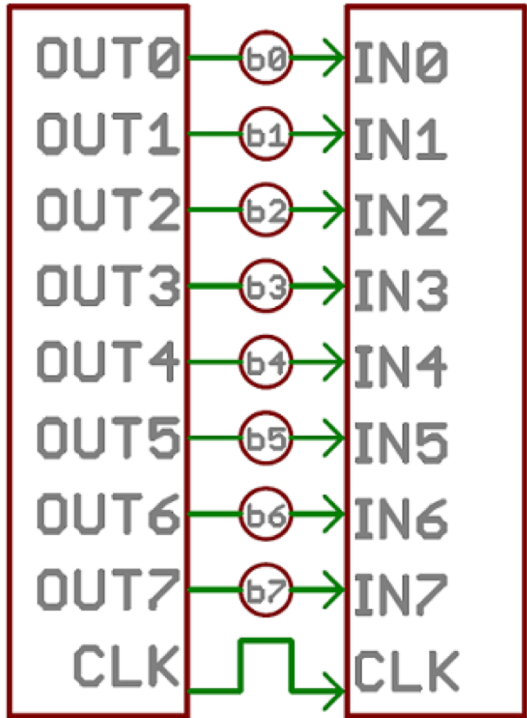 OUT0 b0 IN0
OUT1 b1 IN1
OUT2 b2 IN2
OUT3 b3 IN3
OUT4 b4 IN4
OUT5 b5 IN5
OUT6 b6 IN6
OUT7 b7 IN7
CLK CLK